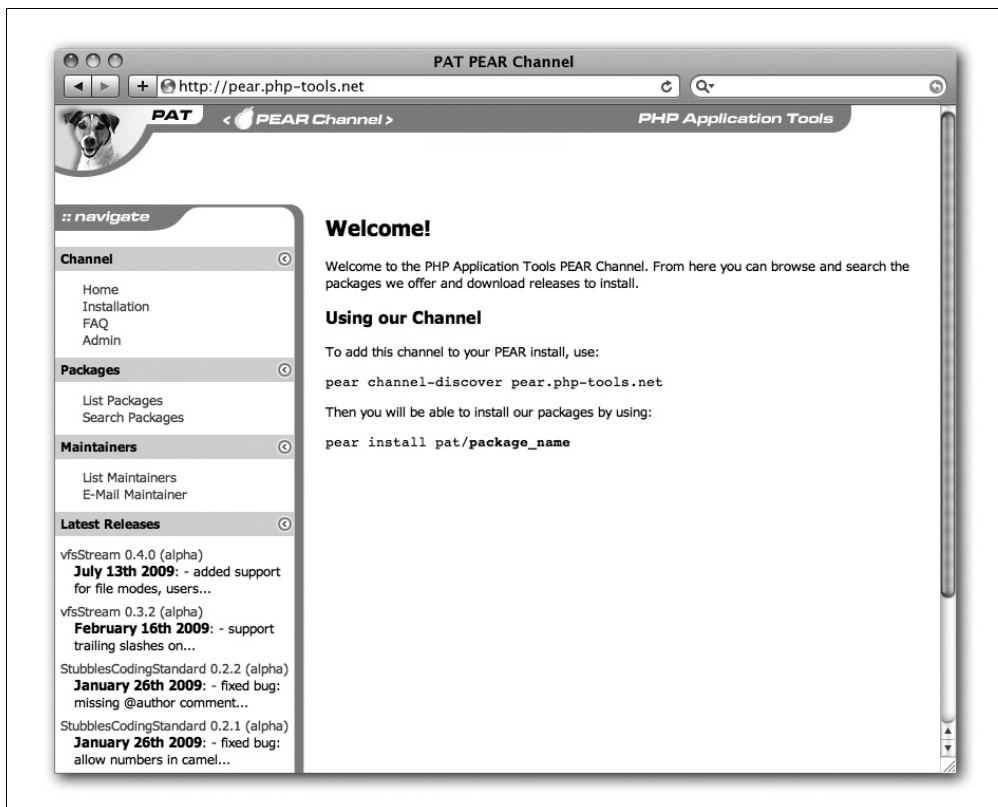 PAT PEAR Channel
http://pear.php-tools.net
PAT
< PEAR Channel >
PHP Application Tools
:: navigate
Channel
Home
Installation
FAQ
Admin
Packages
List Packages
Search Packages
Maintainers
List Maintainers
E-Mail Maintainer
Latest Releases
vfsStream 0.4.0 (alpha)
July 13th 2009: - added support
for file modes, users...
vfsStream 0.3.2 (alpha)
February 16th 2009: - support
trailing slashes on...
StubblesCodingStandard 0.2.2 (alpha)
January 26th 2009: - fixed bug:
missing @author comment...
StubblesCodingStandard 0.2.1 (alpha)
January 26th 2009: - fixed bug:
allow numbers in camel...
Welcome!
Welcome to the PHP Application Tools PEAR Channel. From here you can browse and search the
packages we offer and download releases to install.
Using our Channel
To add this channel to your PEAR install, use:
pear channel-discover pear.php-tools.net
Then you will be able to install our packages by using:
pear install pat/package_name